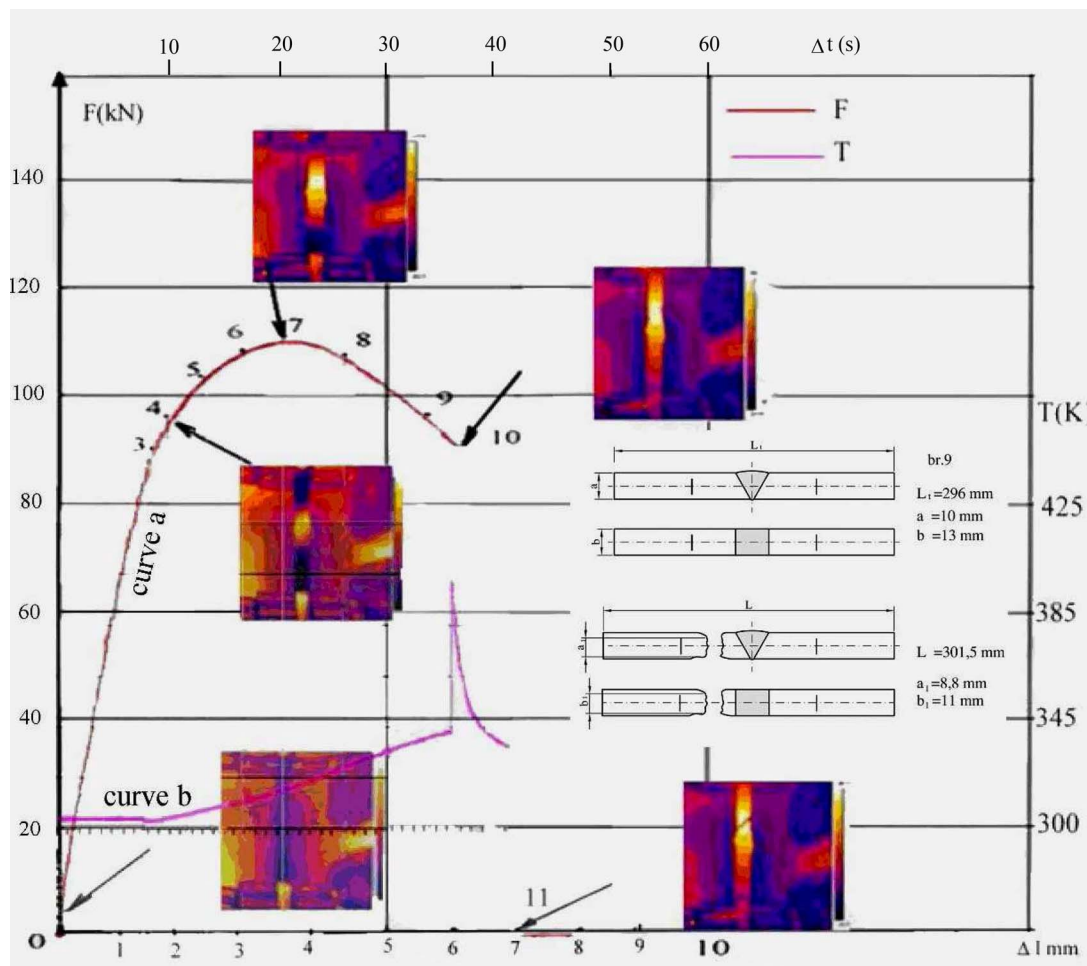 10 20 30 40 50 60 Δt (s)
F(kN)
F
T
140
120
7
6
8
5
100
4
9
T(K
3
10
L₁
br.9
a
L₁=296 mm
80
425
a =10 mm
b
b =13 mm
curve a
60
385
L
a₁
L =301,5 mm
a₁=8,8 mm
b₁
b₁=11 mm
40
345
curve b
20
300
11
O 1 2 3 4 5 6 7 8 9 10 Δ l mm